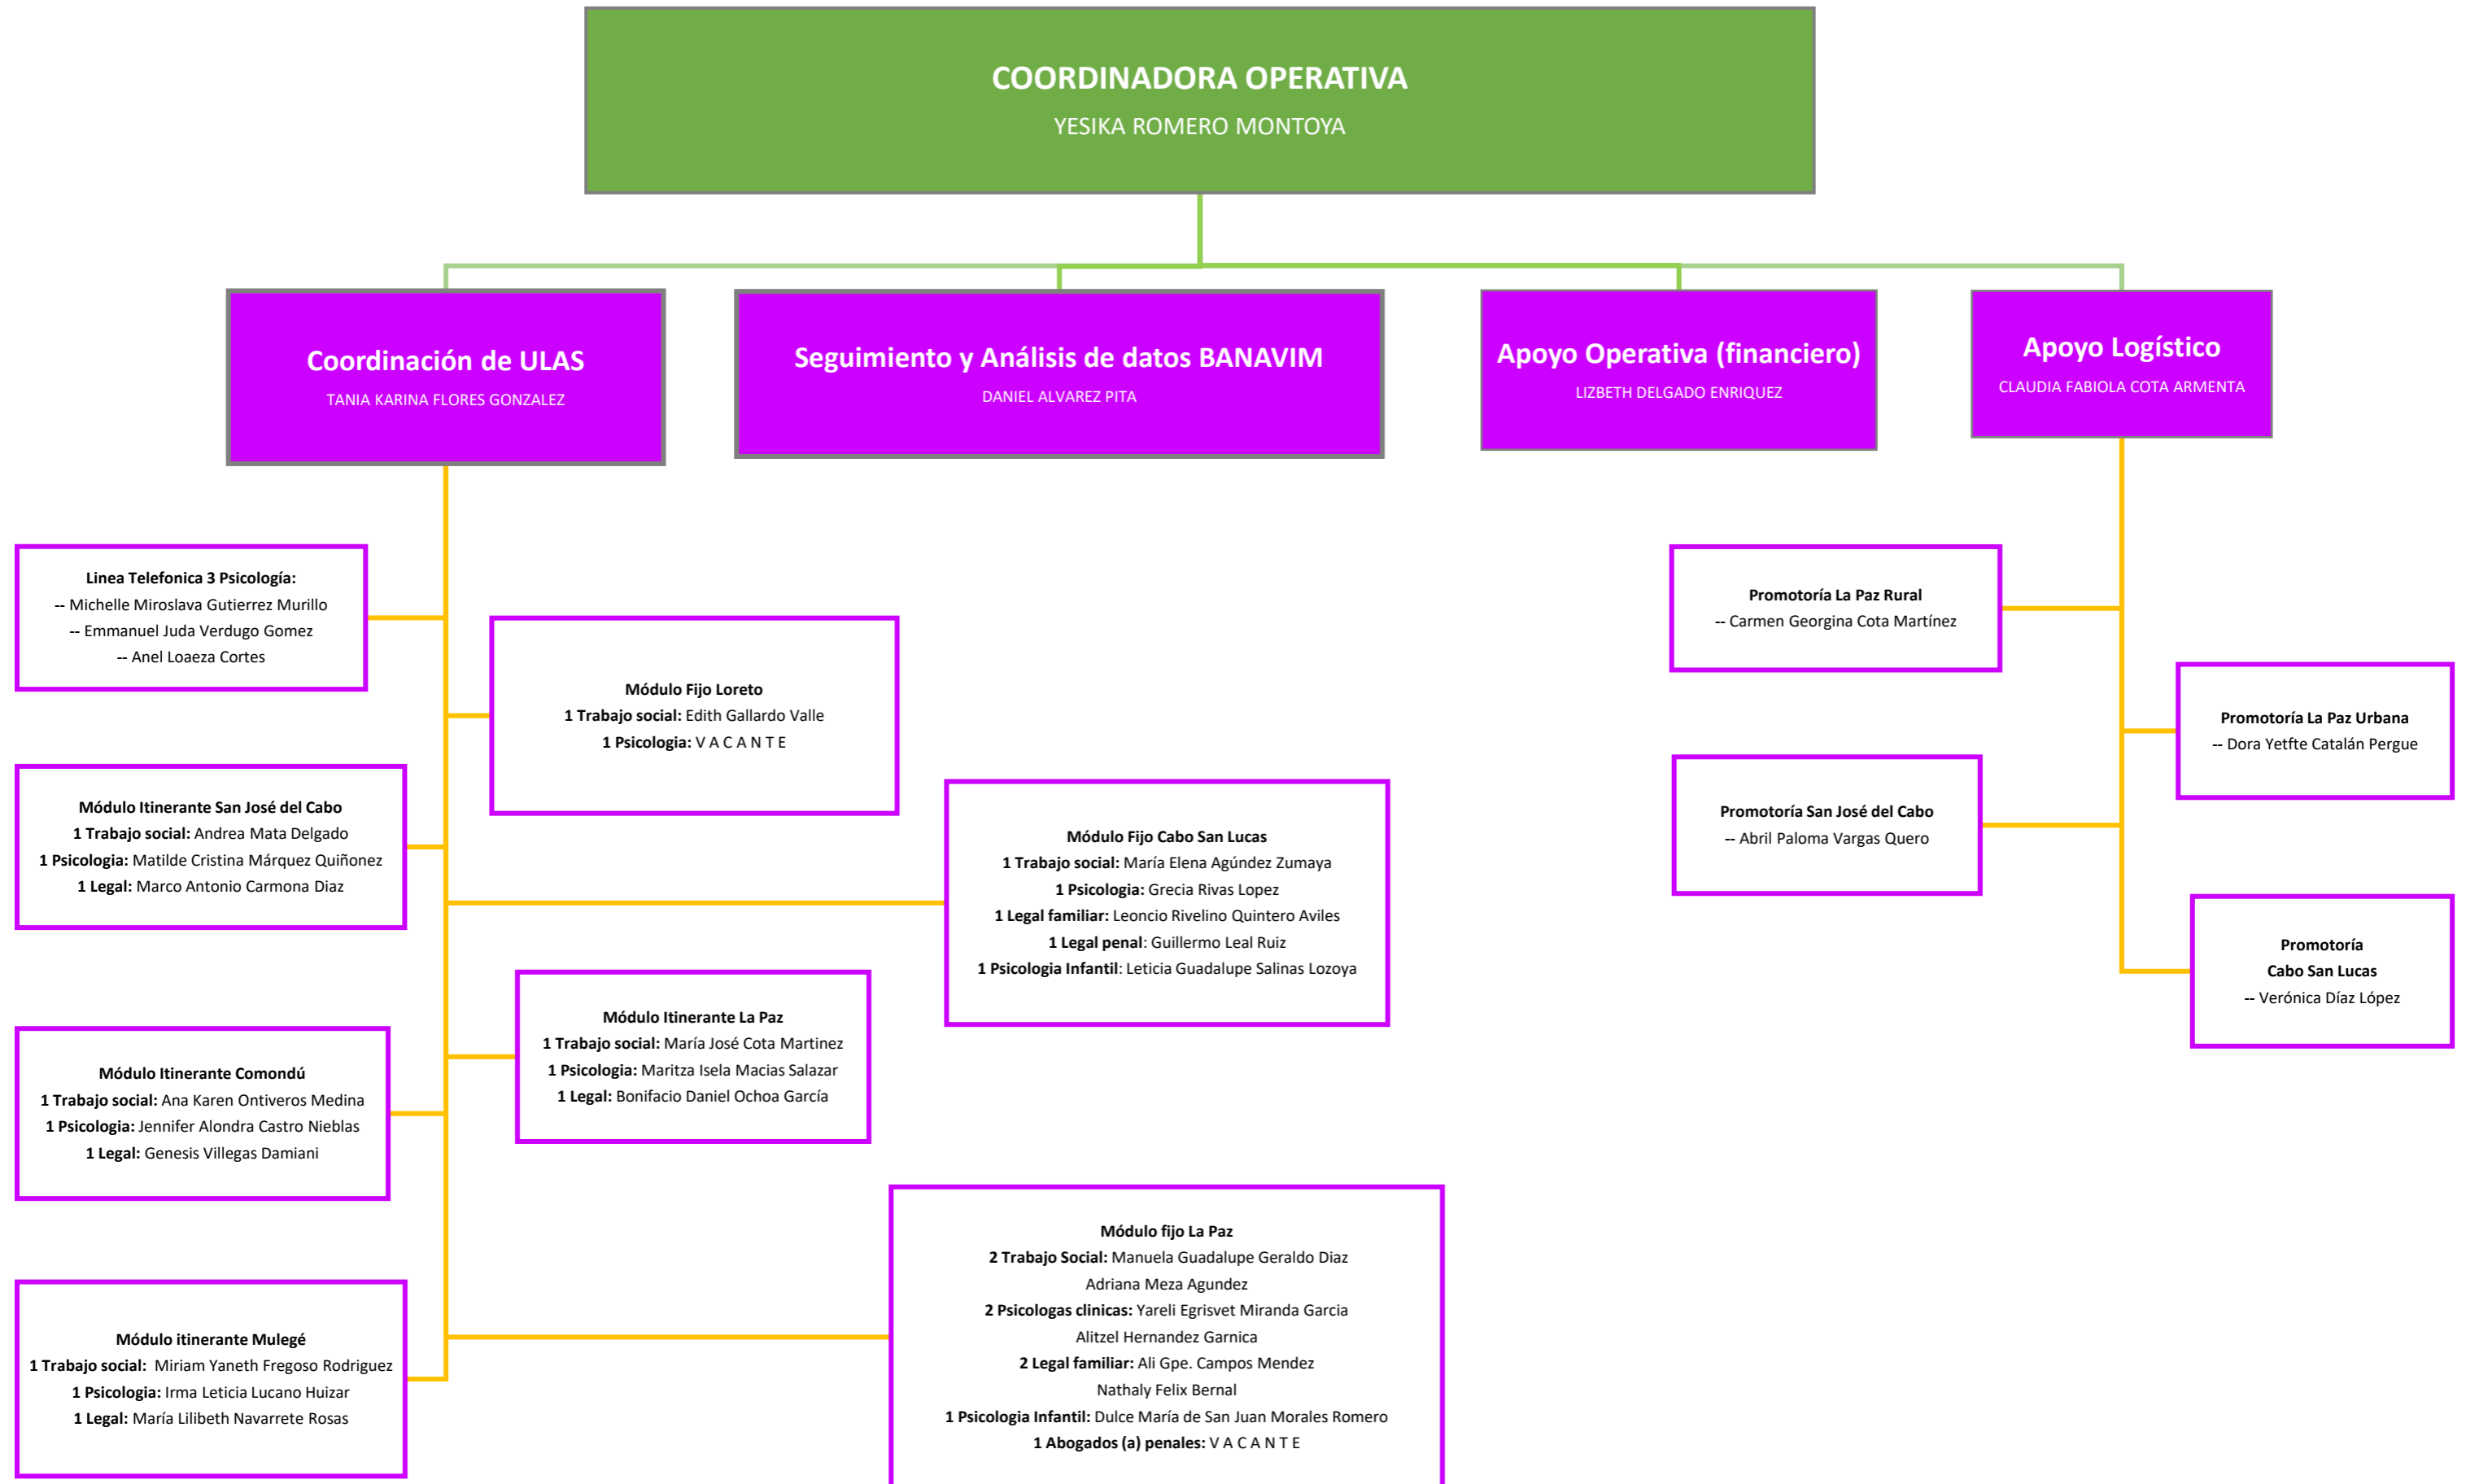 COORDINADORA OPERATIVA
YESIKA ROMERO MONTOYA
Coordinación de ULAS
TANIA KARINA FLORES GONZALEZ
Seguimiento y Análisis de datos BANAVIM
DANIEL ALVAREZ PITA
Apoyo Operativa (financiero)
LIZBETH DELGADO ENRIQUEZ
Apoyo Logístico
CLAUDIA FABIOLA COTA ARMENTA
Linea Telefonica 3 Psicología:
-- Michelle Miroslava Gutierrez Murillo
-- Emmanuel Juda Verdugo Gomez
-- Anel Loaeza Cortes
Módulo Fijo Loreto
1 Trabajo social: Edith Gallardo Valle
1 Psicologia: V A C A N T E
Módulo Itinerante San José del Cabo
1 Trabajo social: Andrea Mata Delgado
1 Psicologia: Matilde Cristina Márquez Quiñonez
1 Legal: Marco Antonio Carmona Diaz
Módulo Fijo Cabo San Lucas
1 Trabajo social: María Elena Agúndez Zumaya
1 Psicologia: Grecia Rivas Lopez
1 Legal familiar: Leoncio Rivelino Quintero Aviles
1 Legal penal: Guillermo Leal Ruiz
1 Psicologia Infantil: Leticia Guadalupe Salinas Lozoya
Módulo Itinerante La Paz
1 Trabajo social: María José Cota Martinez
1 Psicologia: Maritza Isela Macias Salazar
1 Legal: Bonifacio Daniel Ochoa García
Módulo Itinerante Comondú
1 Trabajo social: Ana Karen Ontiveros Medina
1 Psicologia: Jennifer Alondra Castro Nieblas
1 Legal: Genesis Villegas Damiani
Módulo fijo La Paz
2 Trabajo Social: Manuela Guadalupe Geraldo Diaz
Adriana Meza Agundez
2 Psicologas clinicas: Yareli Egrisvet Miranda Garcia
Alitzel Hernandez Garnica
2 Legal familiar: Ali Gpe. Campos Mendez
Nathaly Felix Bernal
1 Psicologia Infantil: Dulce María de San Juan Morales Romero
1 Abogados (a) penales: V A C A N T E
Módulo itinerante Mulegé
1 Trabajo social: Miriam Yaneth Fregoso Rodriguez
1 Psicologia: Irma Leticia Lucano Huizar
1 Legal: María Lilibeth Navarrete Rosas
Promotoría La Paz Rural
-- Carmen Georgina Cota Martínez
Promotoría La Paz Urbana
-- Dora Yetfte Catalán Pergue
Promotoría San José del Cabo
-- Abril Paloma Vargas Quero
Promotoría
Cabo San Lucas
-- Verónica Díaz López